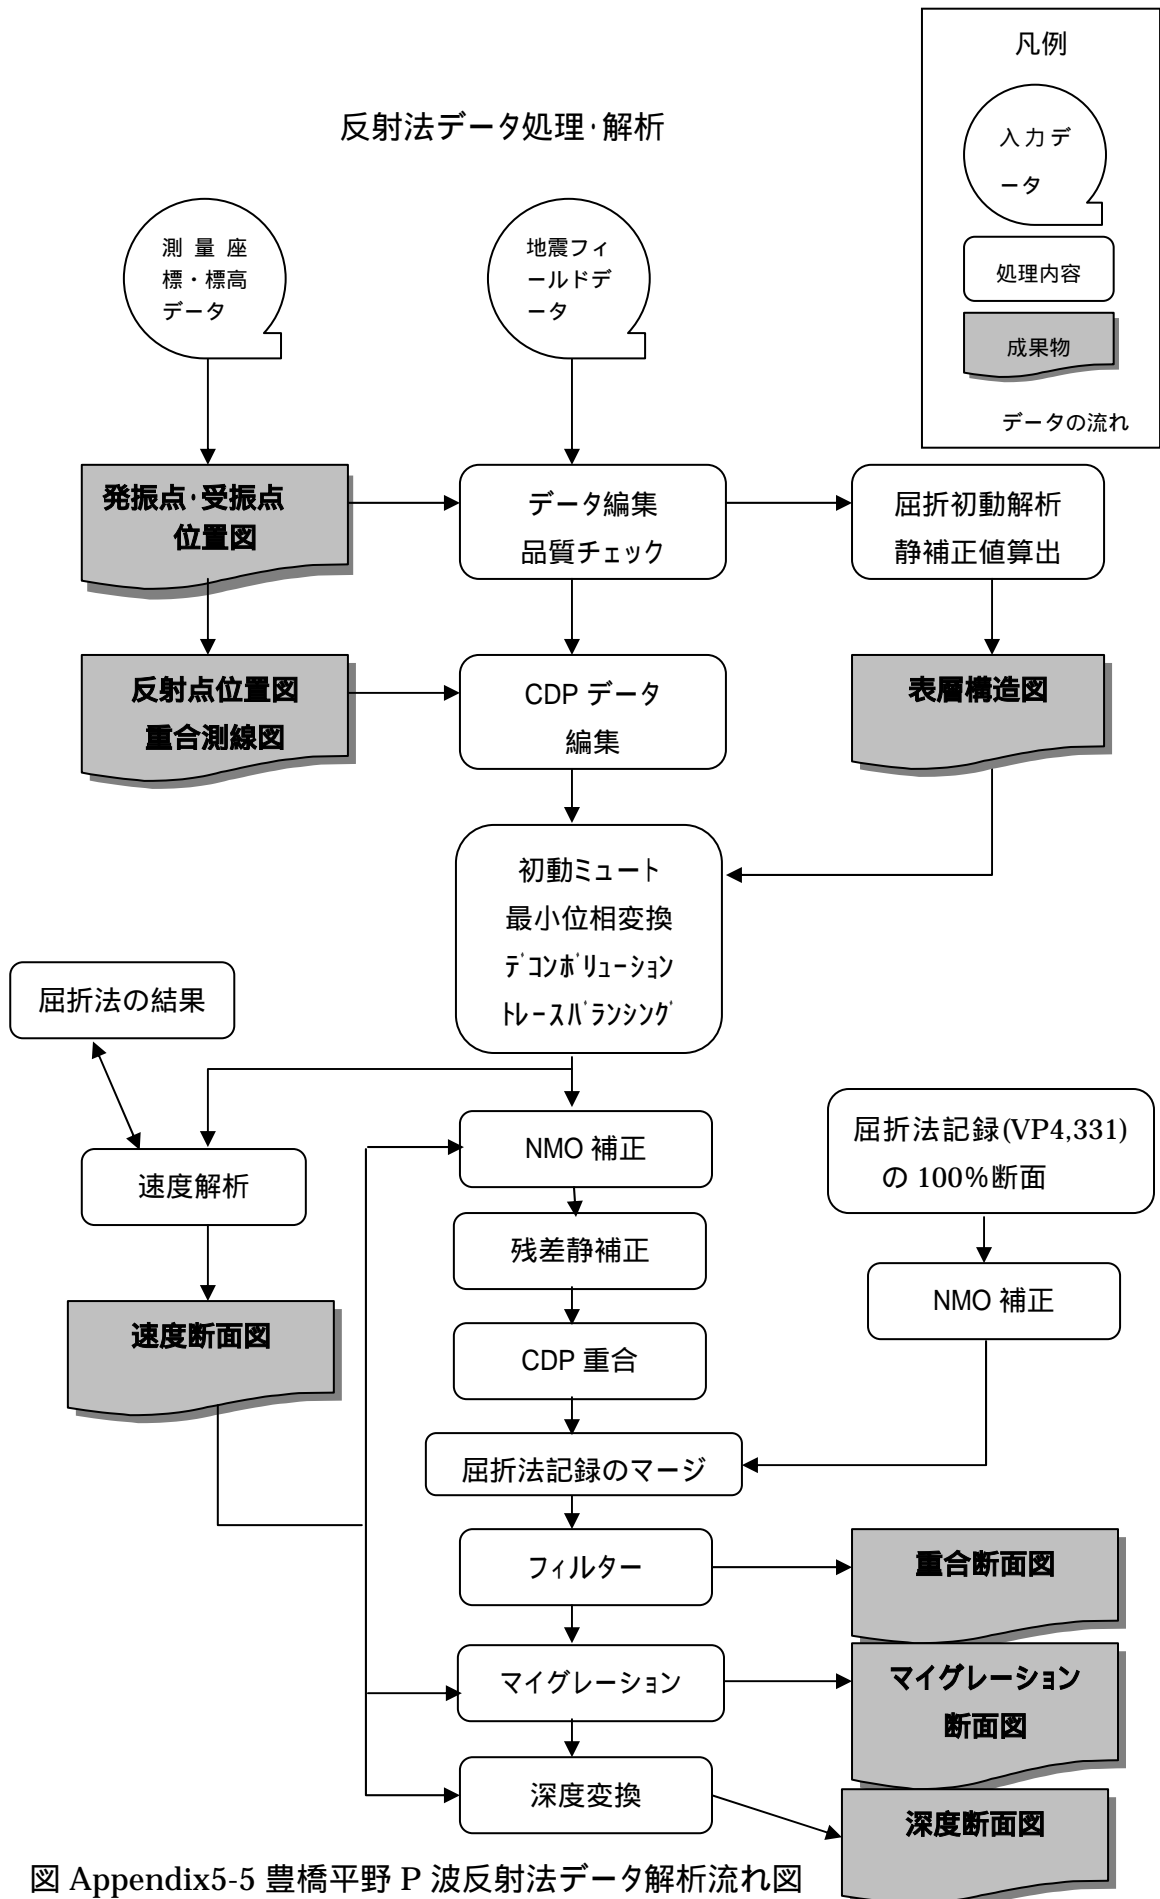 凡例
入力デ
ータ
処理内容
成果物
データの流れ
反射法データ処理・解析
測量座
標・標高
データ
地震フィ
ールドデ
ータ
発振点・受振点
位置図
データ編集
品質チェック
屈折初動解析
静補正値算出
反射点位置図
重合測線図
CDP データ
編集
表層構造図
初動ミュート
最小位相変換
ﾃﾞｺﾝﾎﾞﾘｭｰｼｮﾝ
ﾄﾚｰｽﾊﾞﾗﾝｼﾝｸﾞ
屈折法の結果
速度解析
速度断面図
NMO 補正
残差静補正
CDP 重合
屈折法記録(VP4,331)
の 100%断面
NMO 補正
屈折法記録のマージ
フィルター
重合断面図
マイグレーション
マイグレーション
断面図
深度変換
深度断面図
図 Appendix5-5 豊橋平野 P 波反射法データ解析流れ図